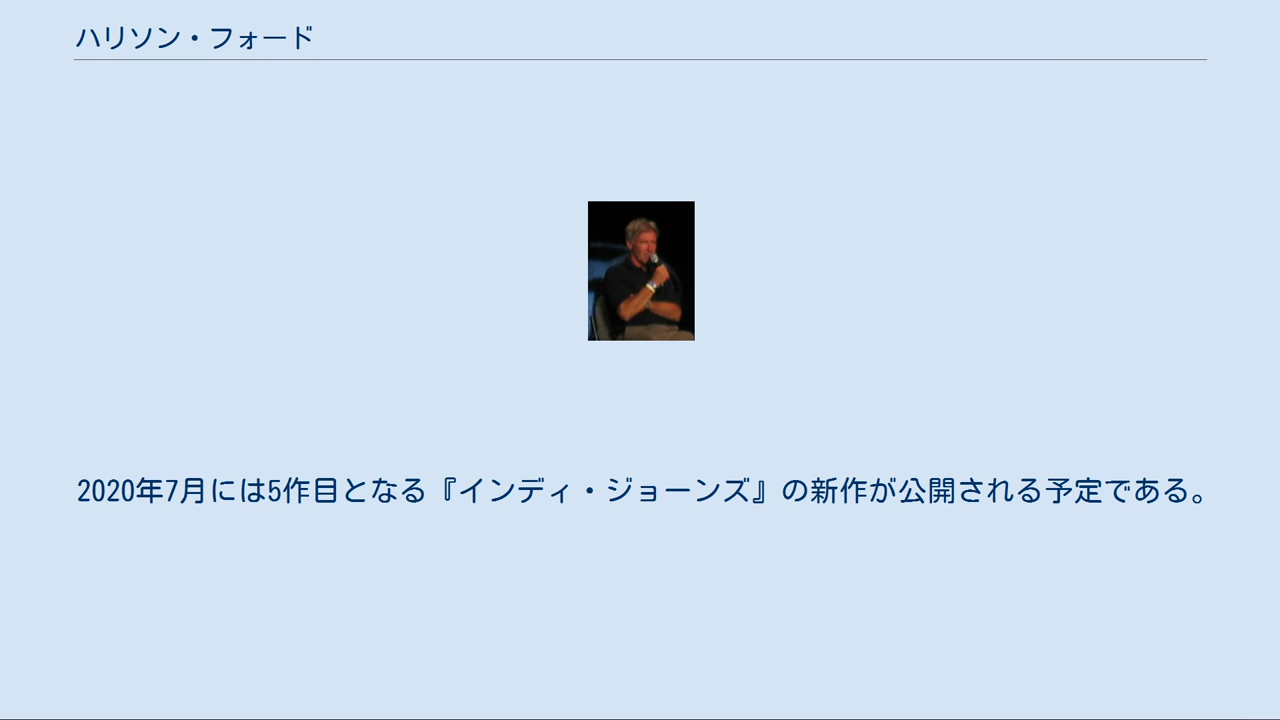 ハリソン・フォード
2020年7月には5作目となる『インディ・ジョーンズ』の新作が公開される予定である。